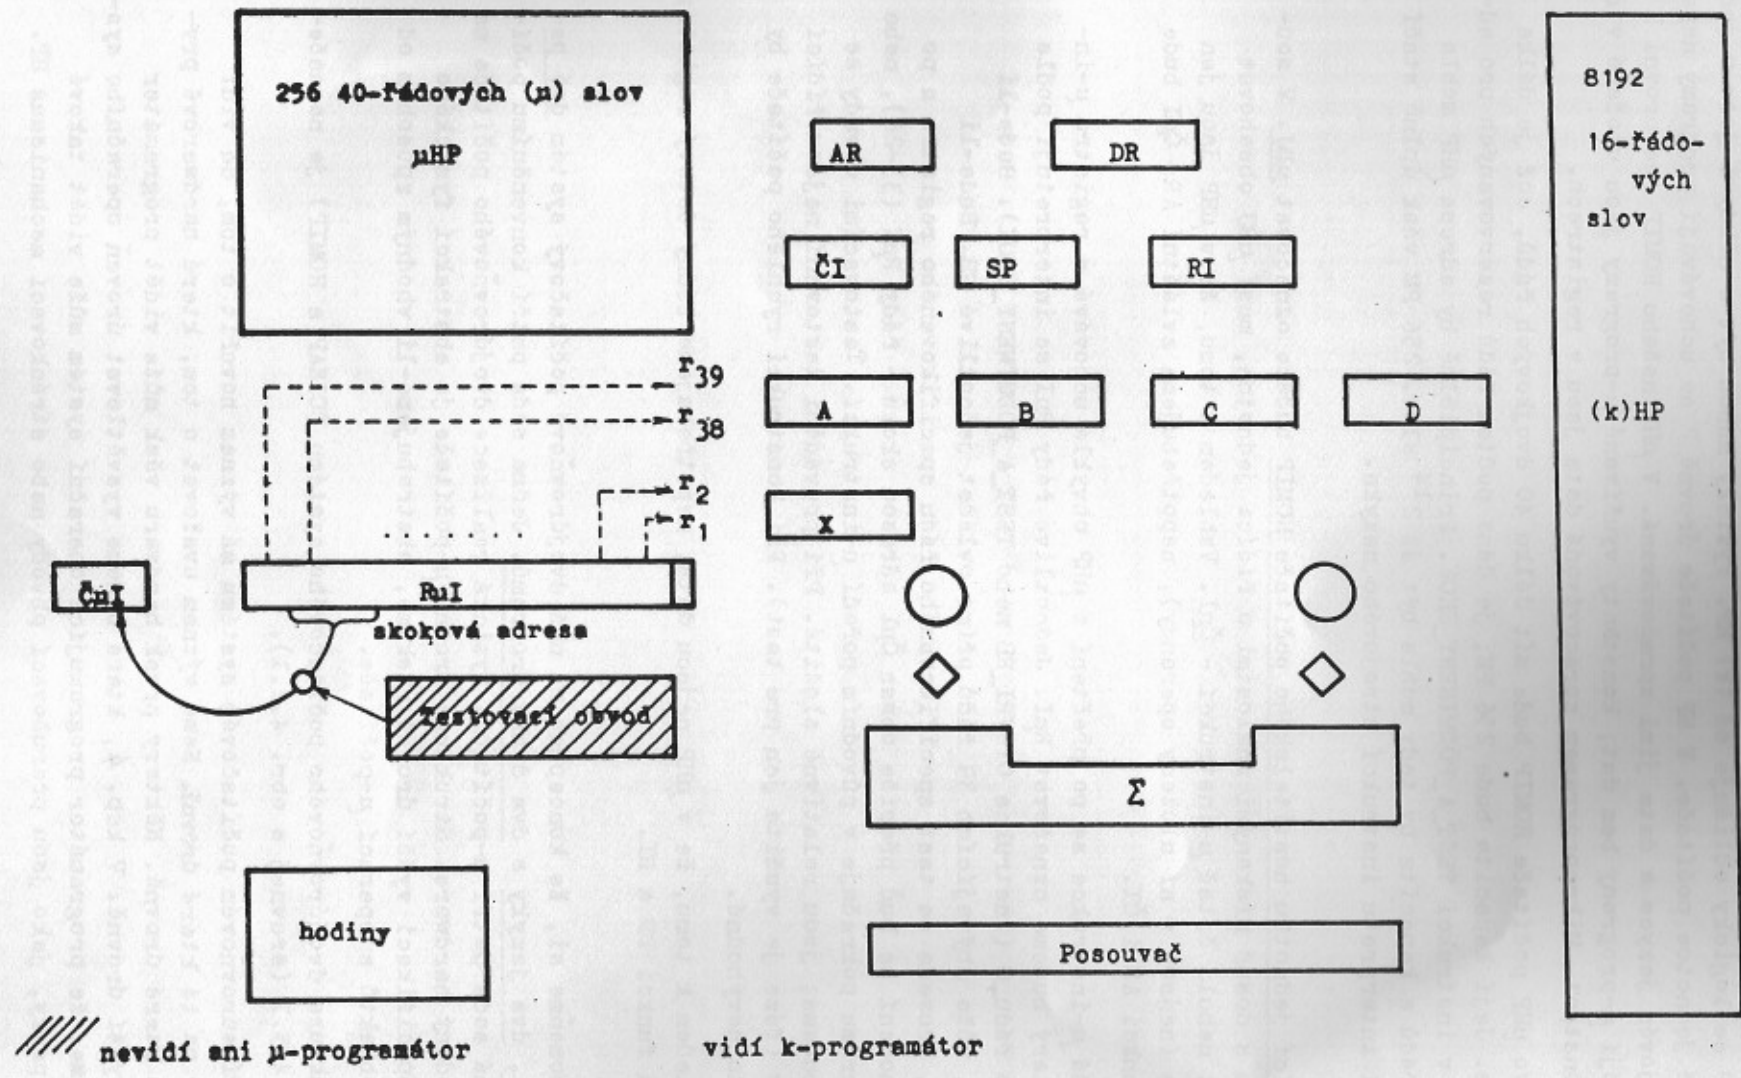 256 40-řádových (µ) slov
µHP
AR
DR
ČI
SP
RI
A
B
C
D
X
8192
16-řádo-
vých
slov
(k)HP
r39
r38
r2
r1
.......
ČµI
RµI
skoková adresa
Testovací obvod
Σ
hodiny
Posouvač
nevidí ani µ-programátor
vidí k-programátor